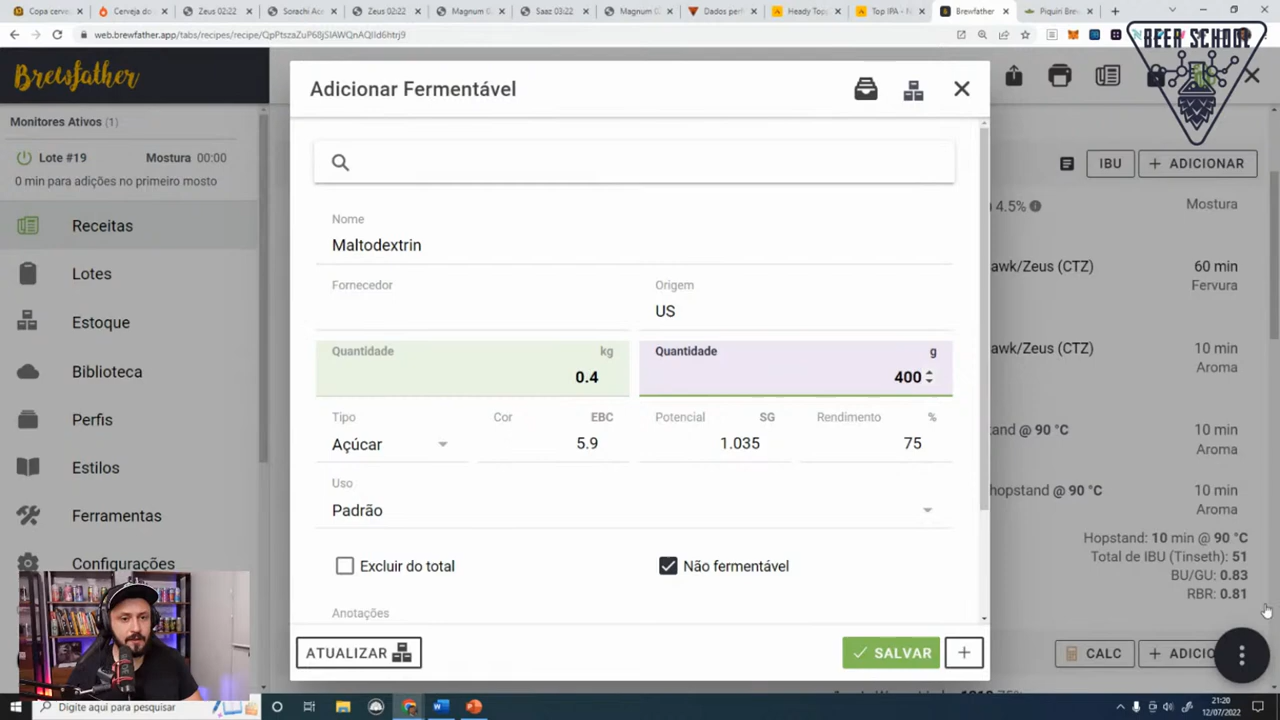 Copa cerve
Cerveja do
Zeus 02:22
Sorachi Ace
Zeus 02:22
Magnum G
Saaz 03:22
Magnum G
Dados perf
Heady Topp
Top IPA - F
Brewfather
Piquiri Brew
web.brewfather.app/tabs/recipes/recipe/QpPtszaZuP68jSIAWQnAQlId6htrj9
BEER SCHOOL
Brewfather
Adicionar Fermentável
Monitores Ativos (1)
Lote #19 Mostura 00:00
0 min para adições no primeiro mosto
Receitas
Lotes
Estoque
Biblioteca
Perfis
Estilos
Ferramentas
Configurações
Nome
Maltodextrin
Fornecedor
Origem
US
Quantidade kg
0.4
Quantidade g
400
Tipo
Açúcar
Cor EBC
5.9
Potencial SG
1.035
Rendimento %
75
Uso
Padrão
Excluir do total
Não fermentável
Anotações
ATUALIZAR
SALVAR
IBU
ADICIONAR
4.5%
Mostura
awk/Zeus (CTZ) 60 min
Fervura
awk/Zeus (CTZ) 10 min
Aroma
stand @ 90 °C 10 min
Aroma
hopstand @ 90 °C 10 min
Aroma
Hopstand: 10 min @ 90 °C
Total de IBU (Tinseth): 51
BU/GU: 0.83
RBR: 0.81
CALC
ADICIO
Digite aqui para pesquisar
21:20
12/07/2022